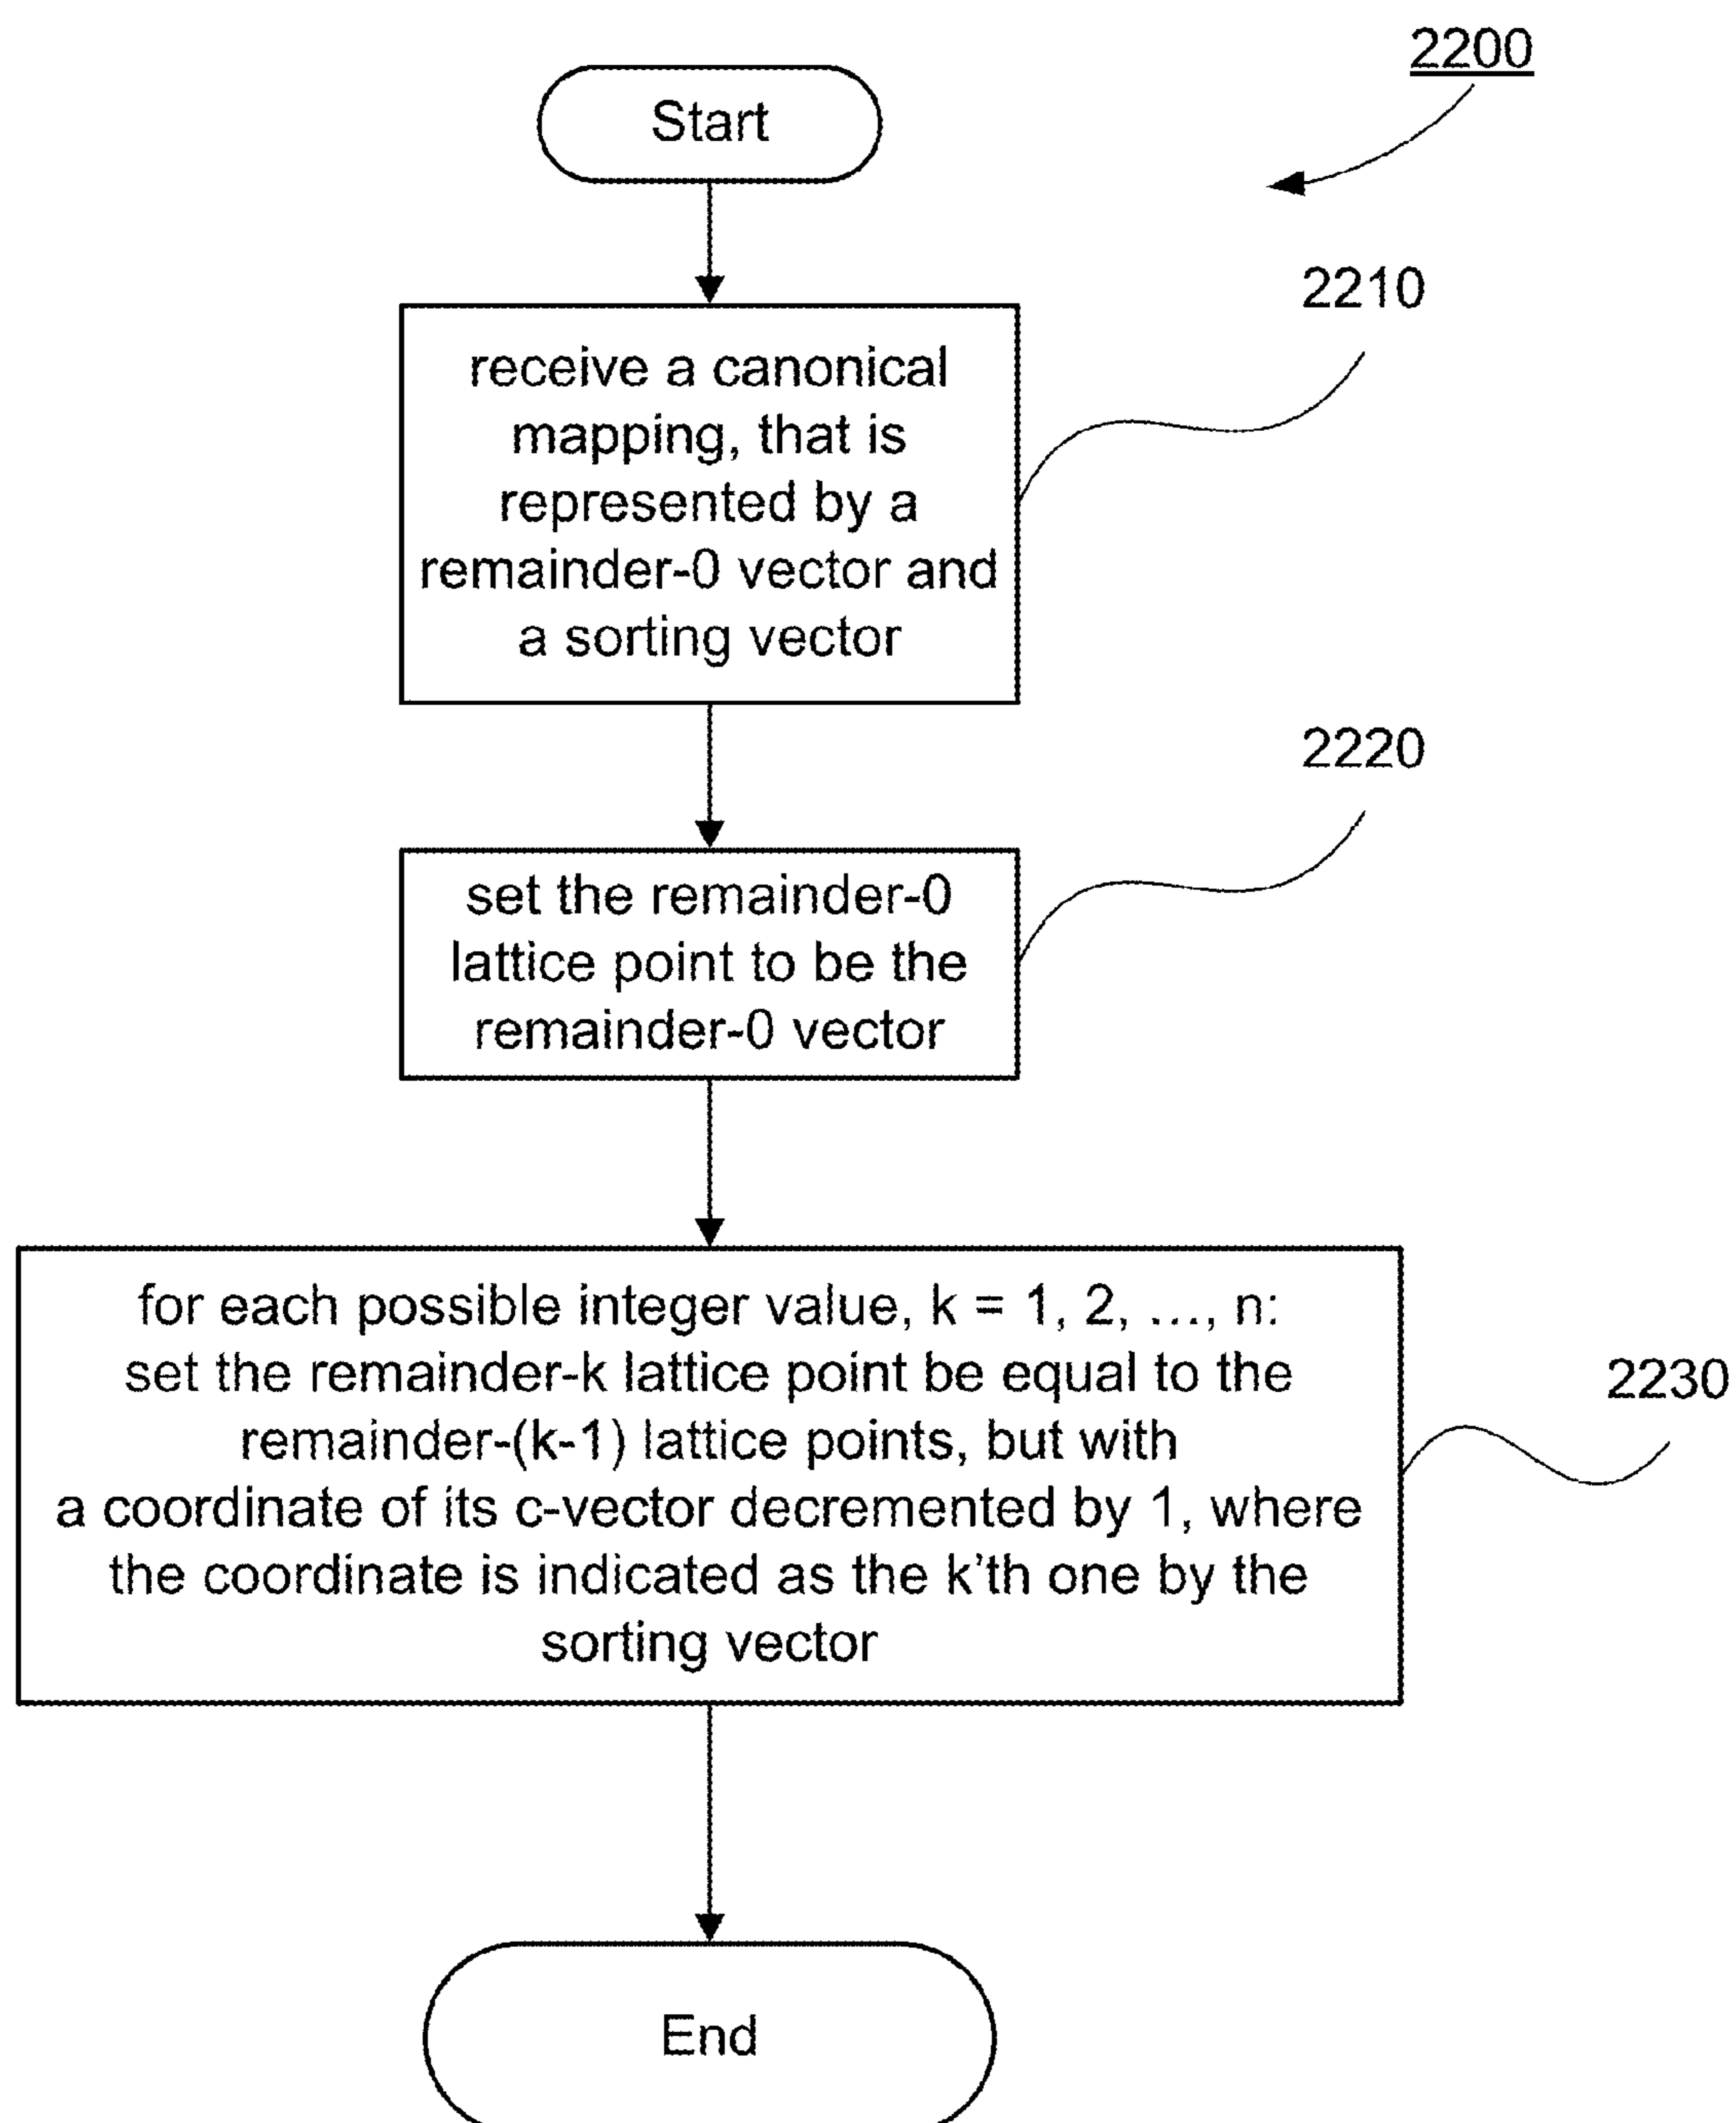 2200
Start
2210
receive a canonical
mapping, that is
represented by a
remainder-0 vector and
a sorting vector
2220
set the remainder-0
lattice point to be the
remainder-0 vector
for each possible integer value, k = 1, 2, ..., n:
set the remainder-k lattice point be equal to the
remainder-(k-1) lattice points, but with
a coordinate of its c-vector decremented by 1, where
the coordinate is indicated as the k'th one by the
sorting vector
2230
End